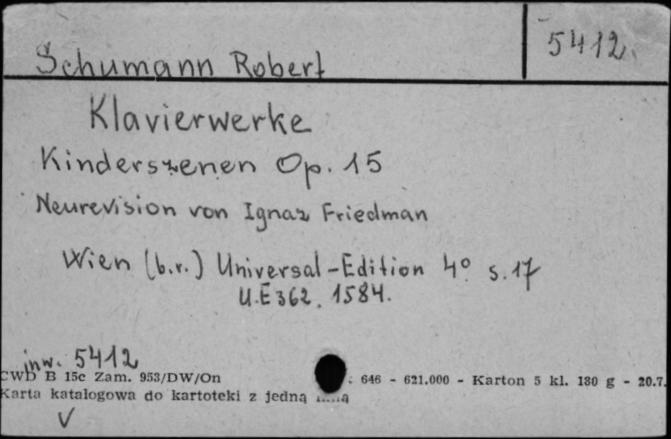 Schumann Robert
5412.
Klavierwerke
Kinderszenen Op. 15
Neurevision von Ignaz Friedman
Wien (b.r.) Universal-Edition 4° s. 17
U.E 362. 1584.
inw. 5412
CWD B 15c Zam. 953/DW/On 646 - 621.000 - Karton 5 kl. 180 g - 20.7.
Karta katalogowa do kartoteki z jedną
V